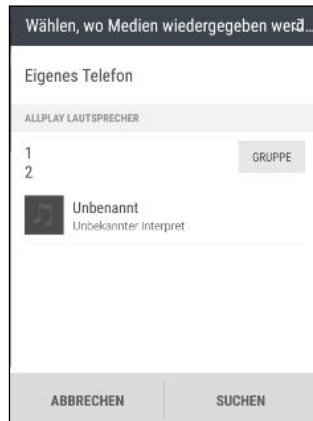 Wählen, wo Medien wiedergegeben werd...
Eigenes Telefon
ALLPLAY LAUTSPRECHER
1
2
GRUPPE
Unbenannt
Unbekannter Interpret
ABBRECHEN
SUCHEN